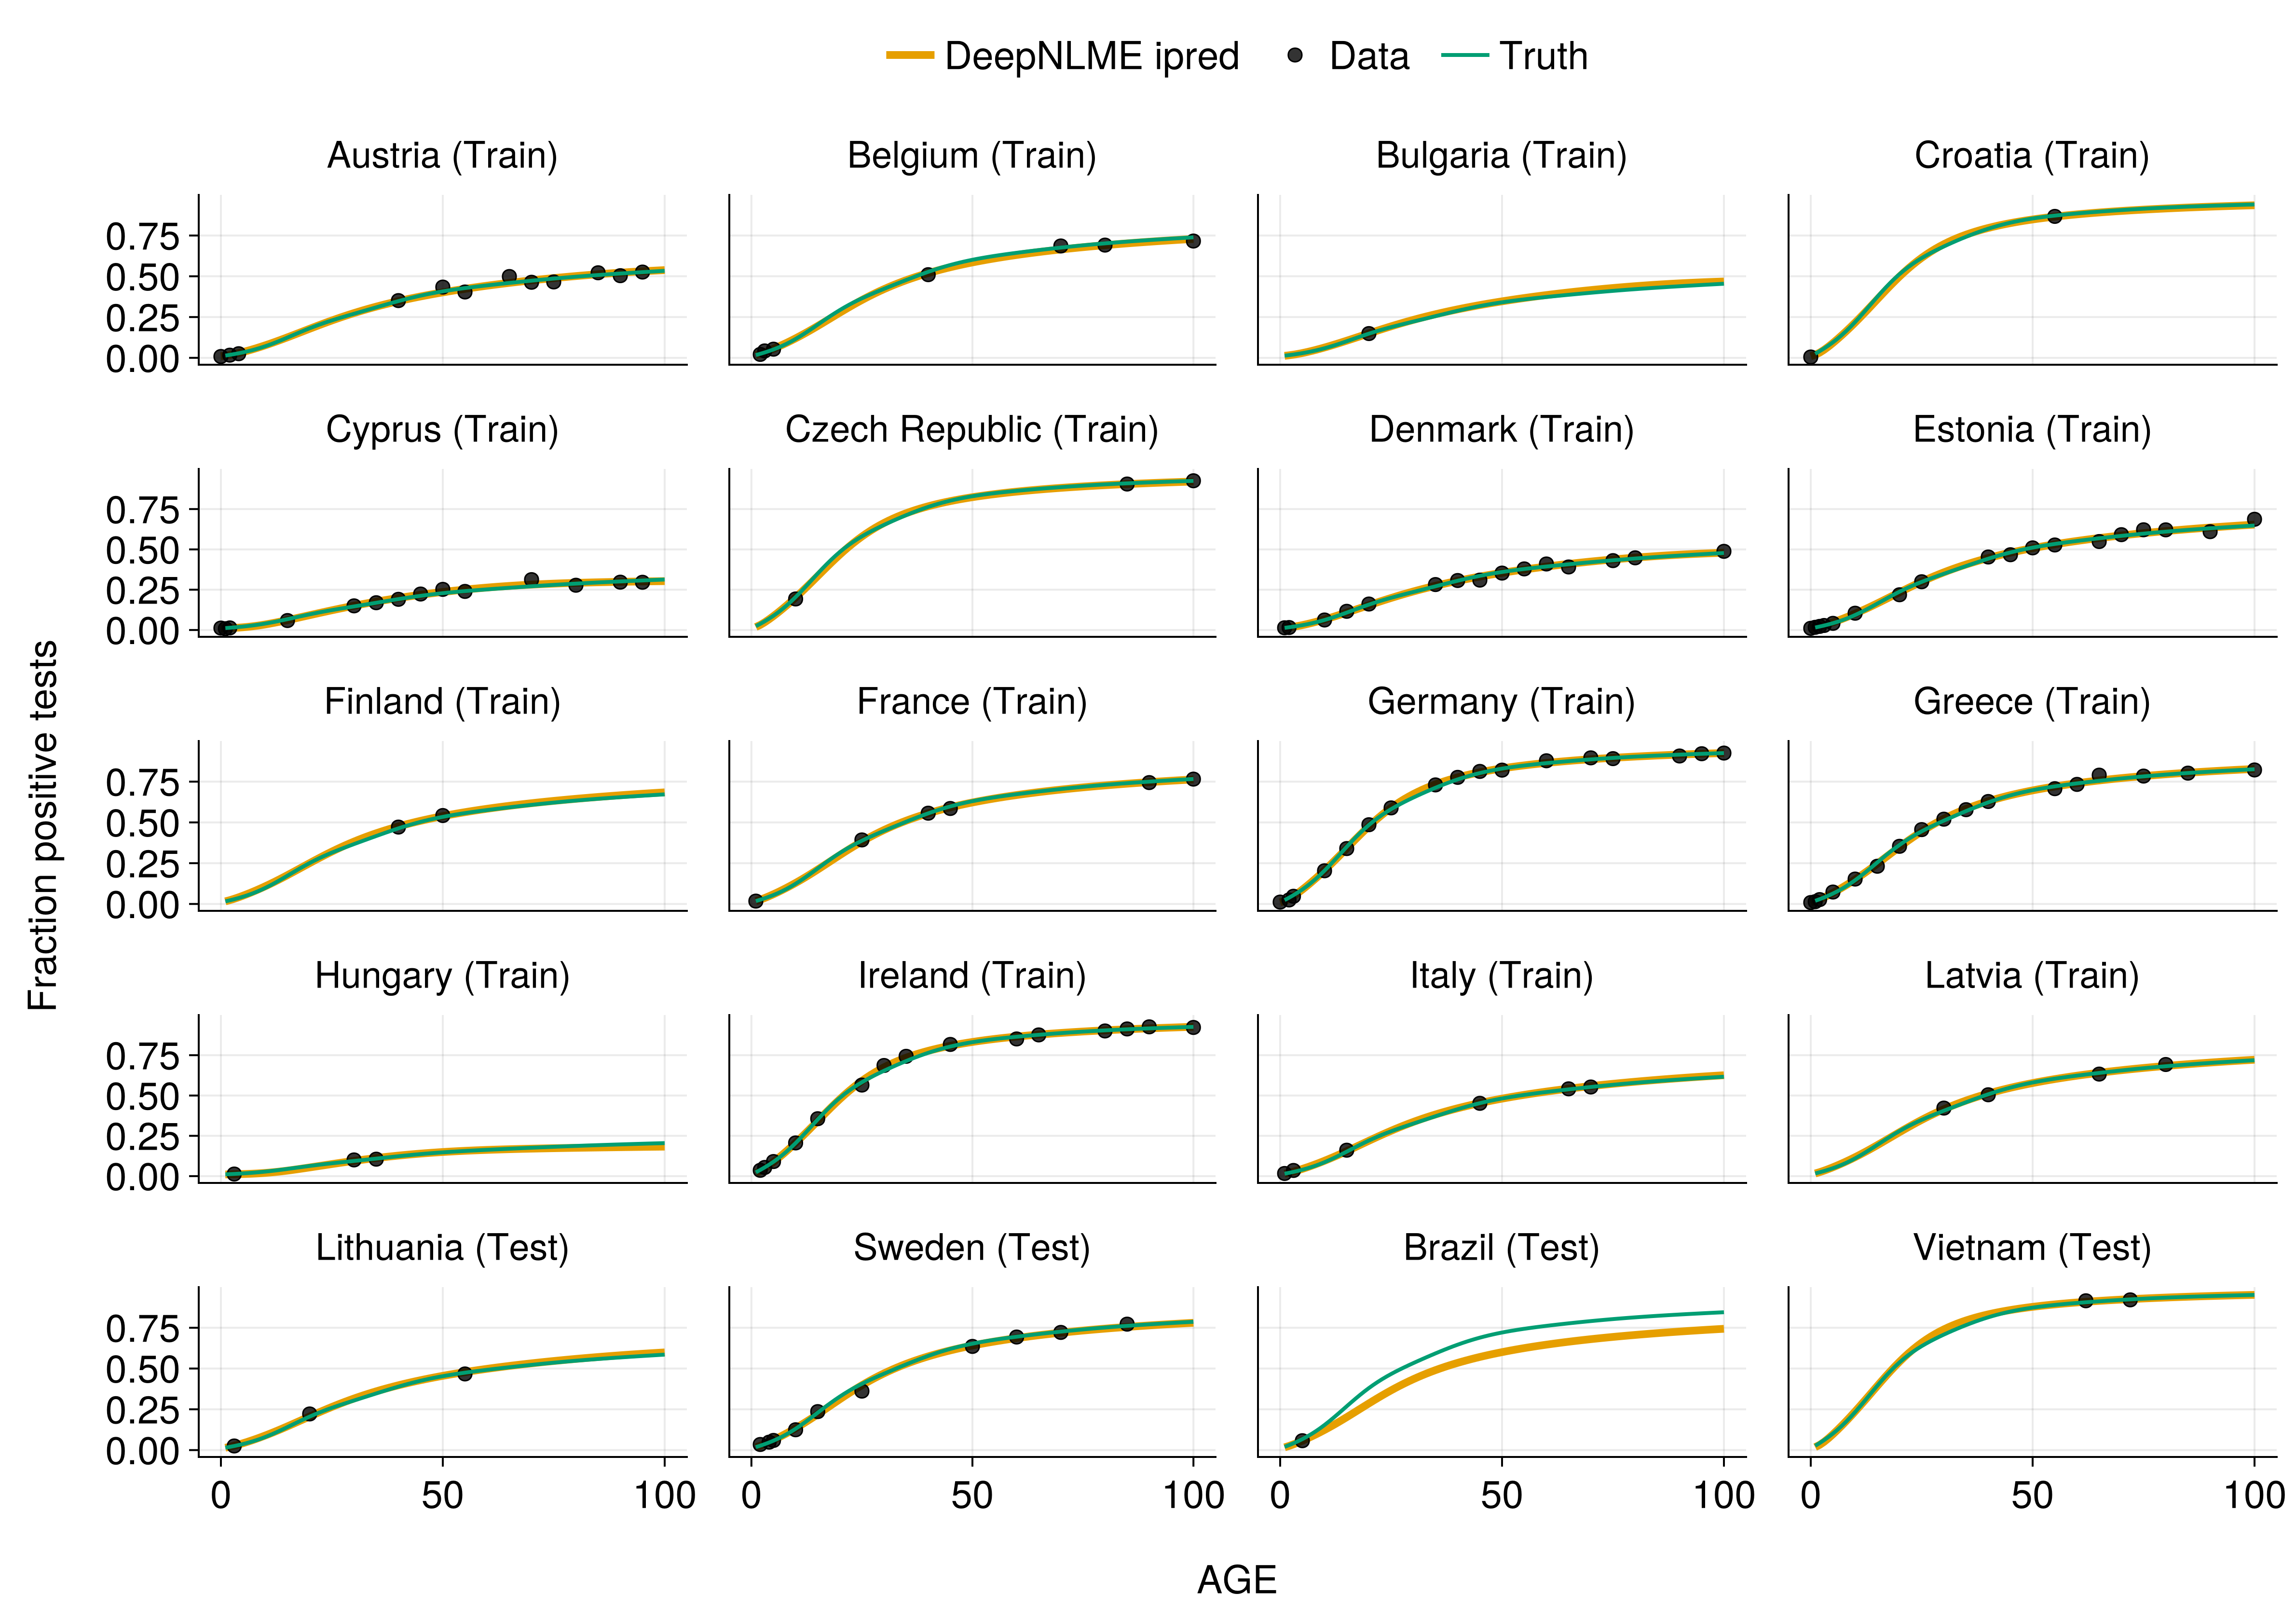 DeepNLME ipred Data Truth
Austria (Train) Belgium (Train) Bulgaria (Train) Croatia (Train)
0.75
0.50
0.25
0.00
Cyprus (Train) Czech Republic (Train) Denmark (Train) Estonia (Train)
0.75
0.50
0.25
0.00
Finland (Train) France (Train) Germany (Train) Greece (Train)
0.75
0.50
0.25
0.00
Hungary (Train) Ireland (Train) Italy (Train) Latvia (Train)
0.75
0.50
0.25
0.00
Lithuania (Test) Sweden (Test) Brazil (Test) Vietnam (Test)
0.75
0.50
0.25
0.00
0 50 100 0 50 100 0 50 100 0 50 100
Fraction positive tests
AGE